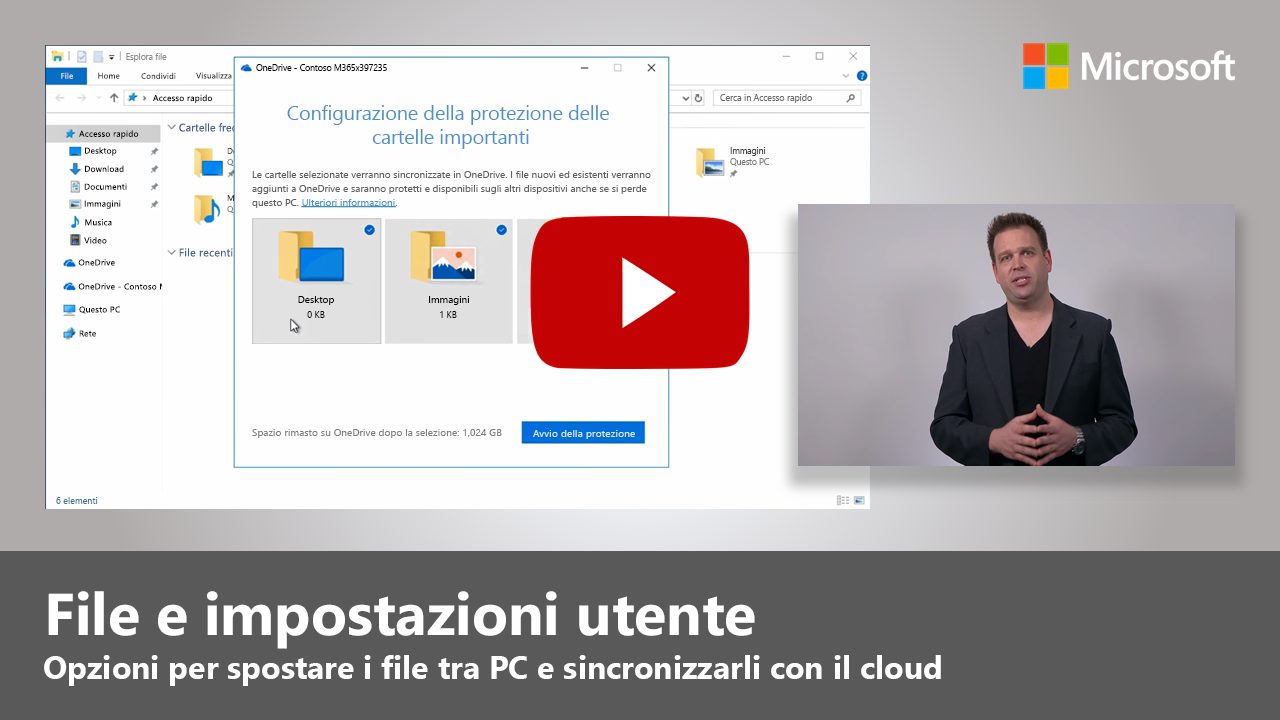 Microsoft
Esplora file
File Home Condividi Visualizza
Accesso rapido
Cerca in Accesso rapido
Accesso rapido
Desktop
Download
Documenti
Immagini
Musica
Video
OneDrive
OneDrive - Contoso
Questo PC
Rete
6 elementi
Immagini
Questo PC
File recenti
OneDrive - Contoso M365x397235
Configurazione della protezione delle
cartelle importanti
Le cartelle selezionate verranno sincronizzate in OneDrive. I file nuovi ed esistenti verranno
aggiunti a OneDrive e saranno protetti e disponibili sugli altri dispositivi anche se si perde
questo PC. Ulteriori informazioni.
Desktop
0 KB
Immagini
1 KB
Spazio rimasto su OneDrive dopo la selezione: 1,024 GB
Avvio della protezione
File e impostazioni utente
Opzioni per spostare i file tra PC e sincronizzarli con il cloud